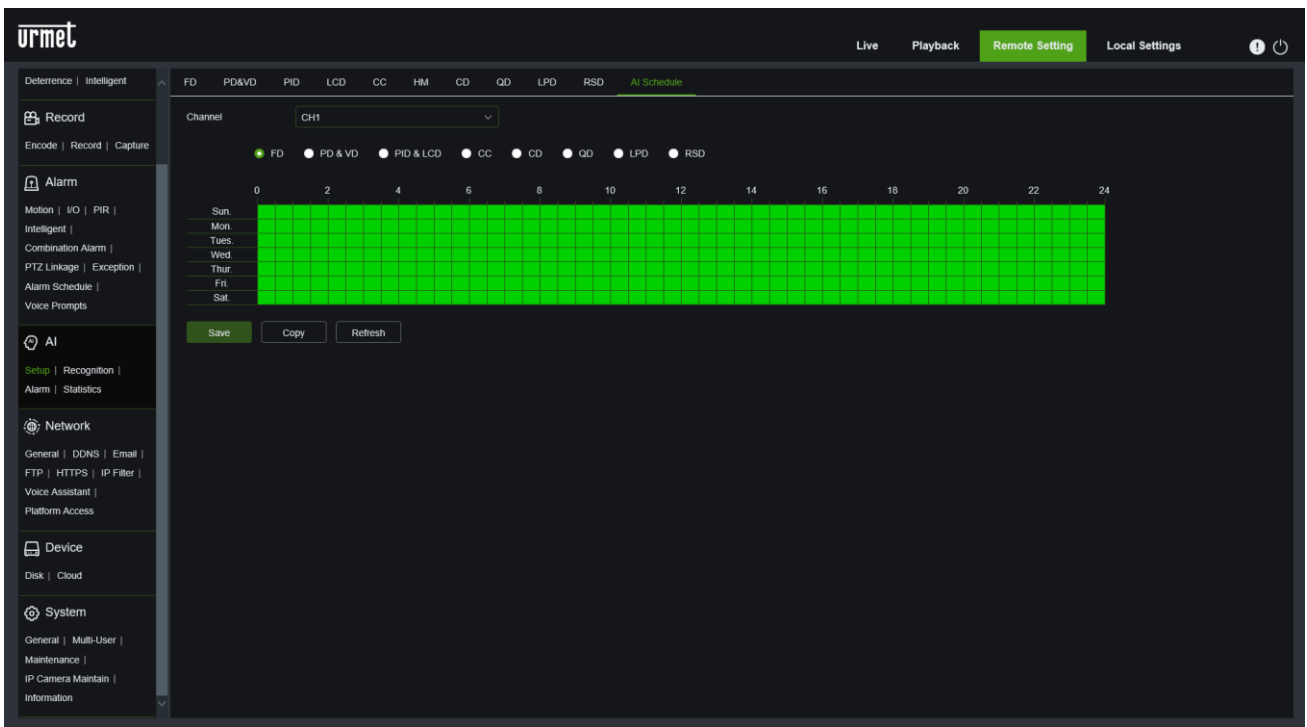 urmet
Live Playback Remote Setting Local Settings
Deterrence | Intelligent
Record
Encode | Record | Capture
Alarm
Motion | I/O | PIR |
Intelligent |
Combination Alarm |
PTZ Linkage | Exception |
Alarm Schedule |
Voice Prompts
AI
Setup | Recognition |
Alarm | Statistics
Network
General | DDNS | Email |
FTP | HTTPS | IP Filter |
Voice Assistant |
Platform Access
Device
Disk | Cloud
System
General | Multi-User |
Maintenance |
IP Camera Maintain |
Information
FD PD&VD PID LCD CC HM CD QD LPD RSD AI Schedule
Channel CH1
FD PD & VD PID & LCD CC CD QD LPD RSD
0 2 4 6 8 10 12 14 16 18 20 22 24
Sun.
Mon.
Tues.
Wed.
Thur.
Fri.
Sat.
Save Copy Refresh